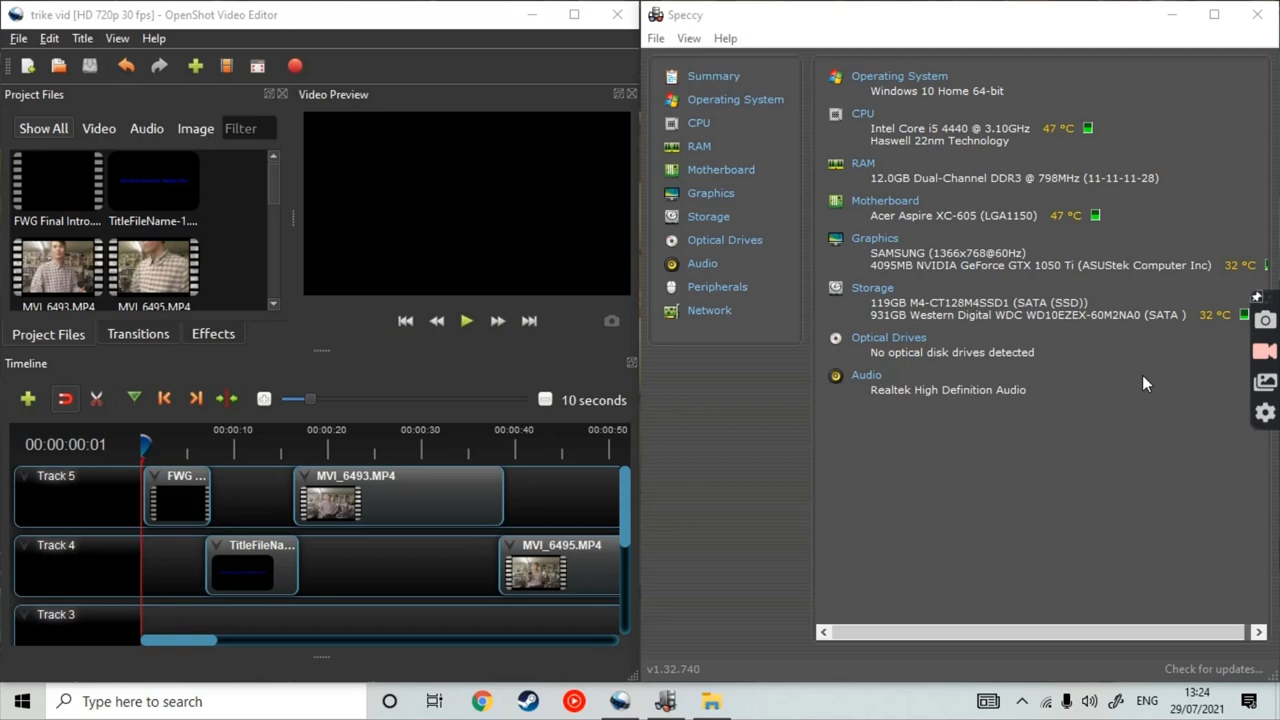 trike vid [HD 720p 30 fps] - OpenShot Video Editor
File Edit Title View Help
Project Files
Video Preview
Show All Video Audio Image Filter
FWG Final Intro.... TitleFileName-1....
MVI_6493.MP4 MVI_6495.MP4
Project Files Transitions Effects
Timeline
10 seconds
00:00:00:01
00:00:10 00:00:20 00:00:30 00:00:40 00:00:50
Track 5 FWG ... MVI_6493.MP4
Track 4 TitleFileNa... MVI_6495.MP4
Track 3
Speccy
File View Help
Summary
Operating System
CPU
RAM
Motherboard
Graphics
Storage
Optical Drives
Audio
Peripherals
Network
Operating System
Windows 10 Home 64-bit
CPU
Intel Core i5 4440 @ 3.10GHz 47 °C
Haswell 22nm Technology
RAM
12.0GB Dual-Channel DDR3 @ 798MHz (11-11-11-28)
Motherboard
Acer Aspire XC-605 (LGA1150) 47 °C
Graphics
SAMSUNG (1366x768@60Hz)
4095MB NVIDIA GeForce GTX 1050 Ti (ASUStek Computer Inc) 32 °C
Storage
119GB M4-CT128M4SSD1 (SATA (SSD))
931GB Western Digital WDC WD10EZEX-60M2NA0 (SATA ) 32 °C
Optical Drives
No optical disk drives detected
Audio
Realtek High Definition Audio
v1.32.740 Check for updates...
Type here to search
ENG
13:24
29/07/2021